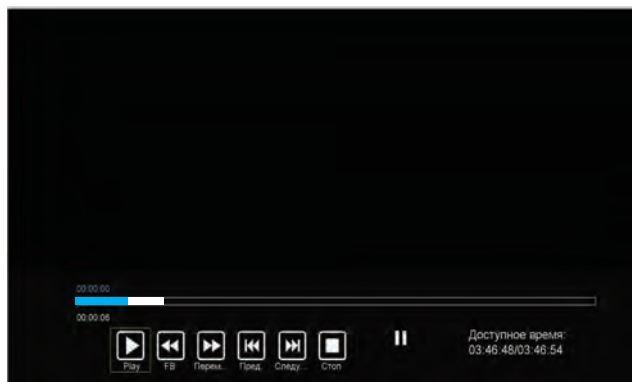 00:00:00
00:00:06
Play FB Перем... Пред. Следу... Стоп
Доступное время:
03:46:48/03:46:54